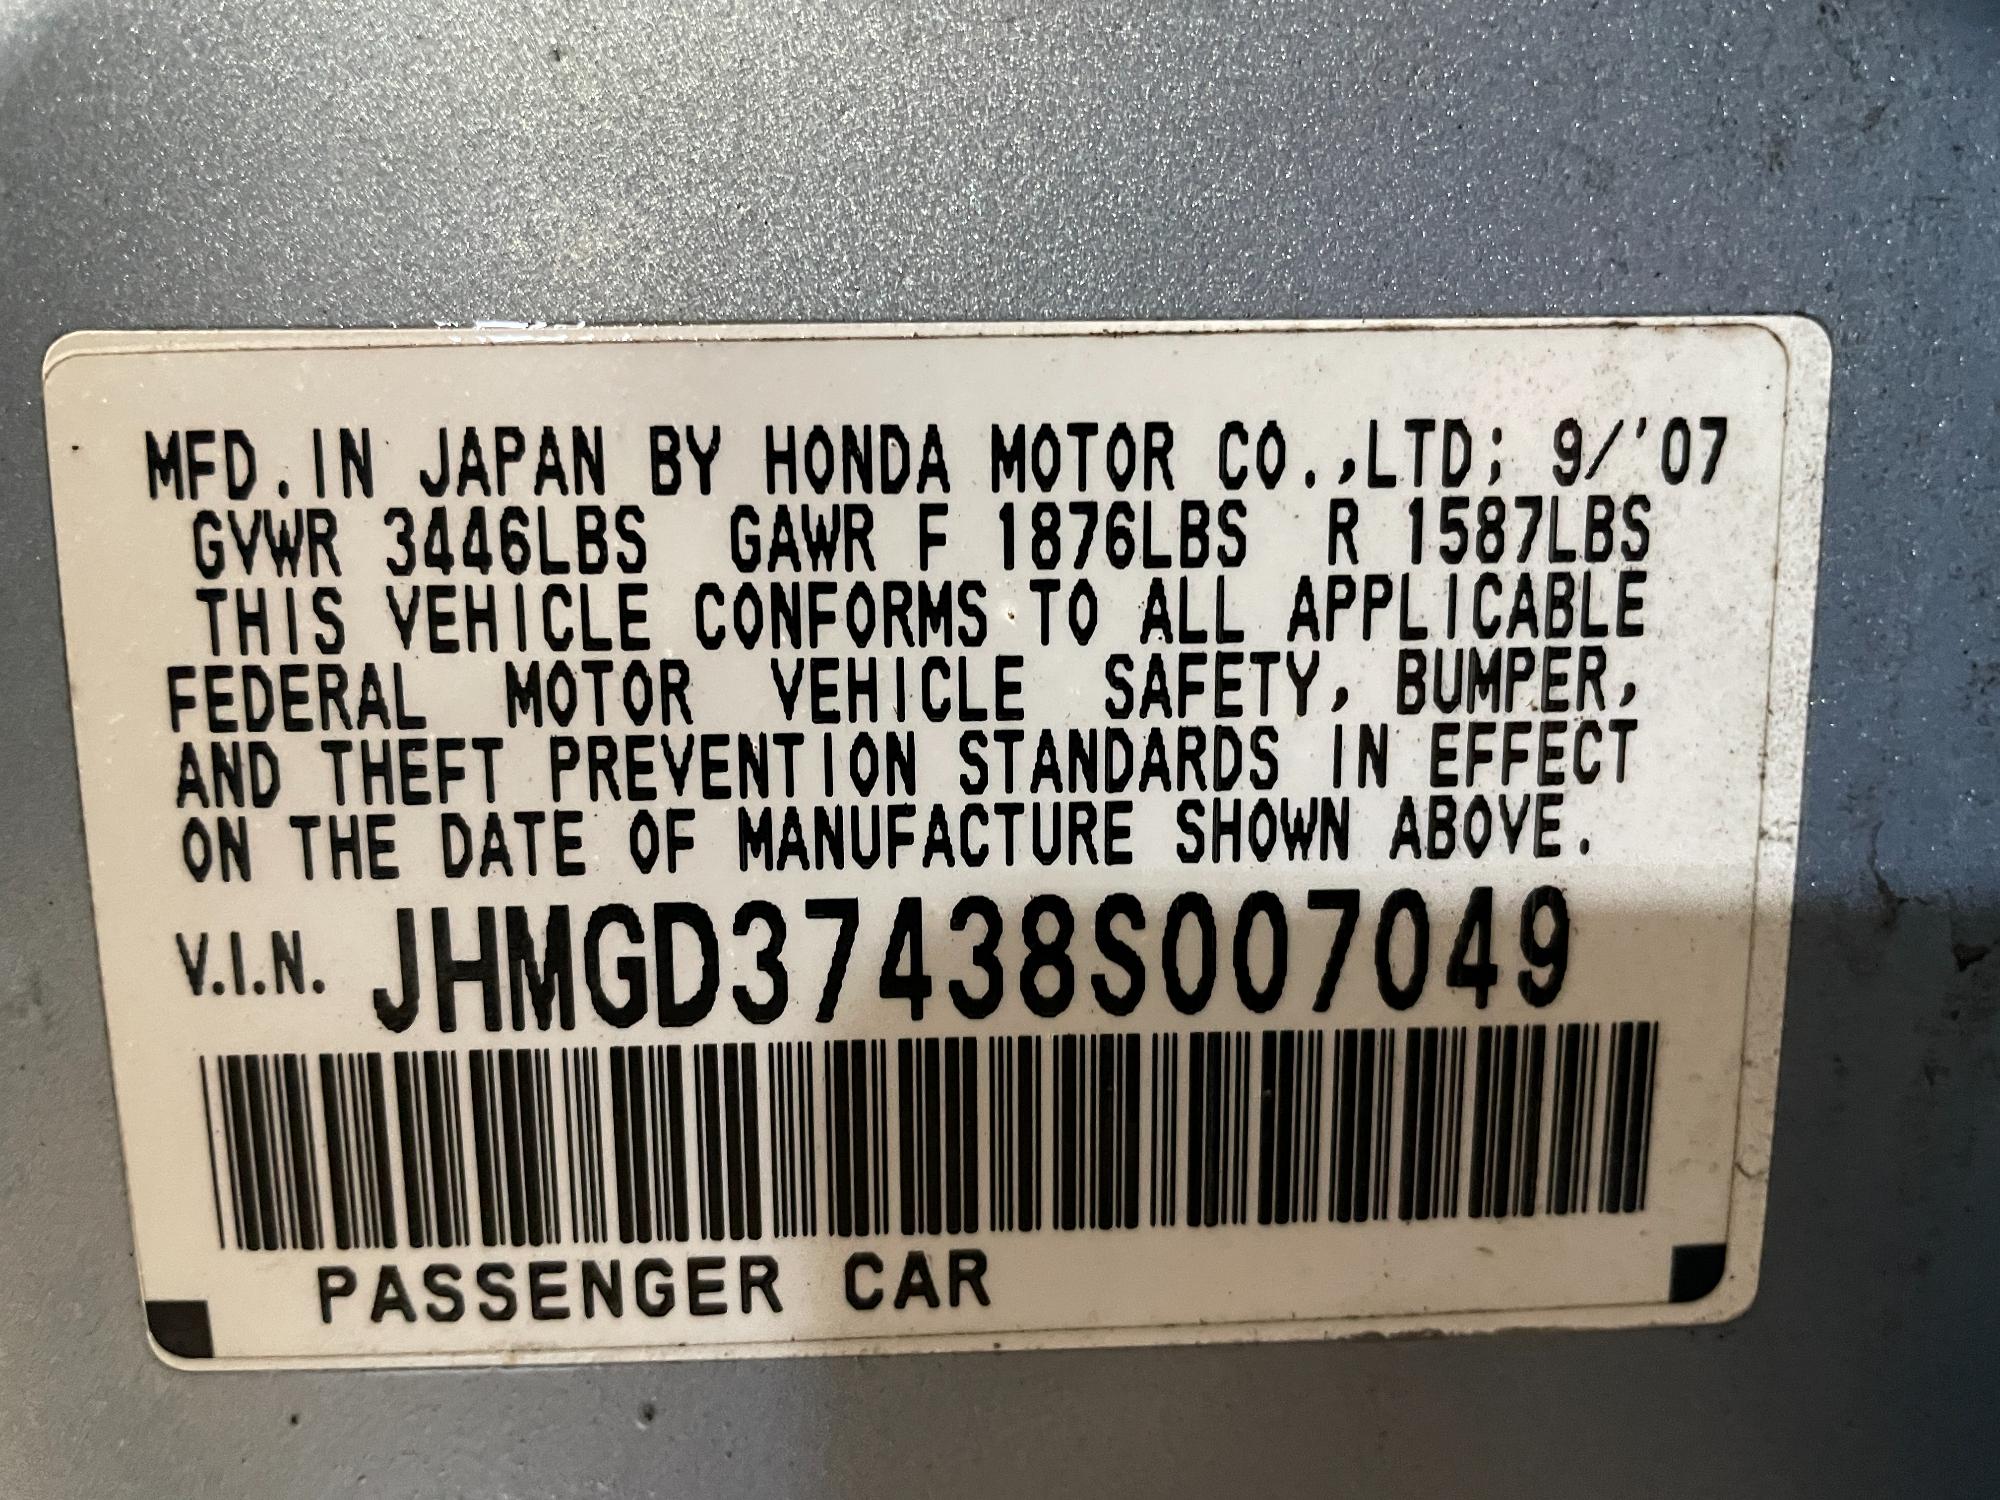 MFD. IN JAPAN BY HONDA MOTOR CO.,LTD; 9/'07
GVWR 3446LBS GAWR F 1876LBS R 1587LBS
THIS VEHICLE CONFORMS TO ALL APPLICABLE
FEDERAL MOTOR VEHICLE SAFETY, BUMPER,
AND THEFT PREVENTION STANDARDS IN EFFECT
ON THE DATE OF MANUFACTURE SHOWN ABOVE.
V.I.N. JHMGD37438S007049
PASSENGER CAR